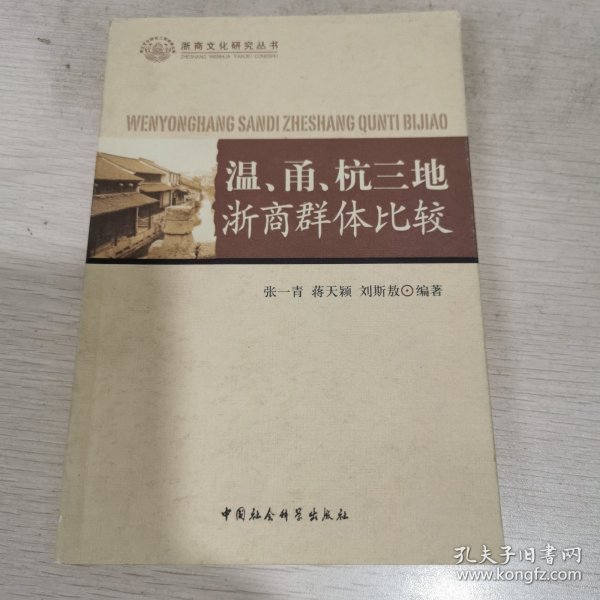 浙商文化研究丛书
ZHESHANG WENHUA YANJIU CONGSHU
WENYONGHANG SANDI ZHESHANG QUNTI BIJIAO
温、甬、杭三地
浙商群体比较
张一青 蒋天颖 刘斯敖⊙编著
中国社会科学出版社
孔夫子旧书网
www.kongfz.com